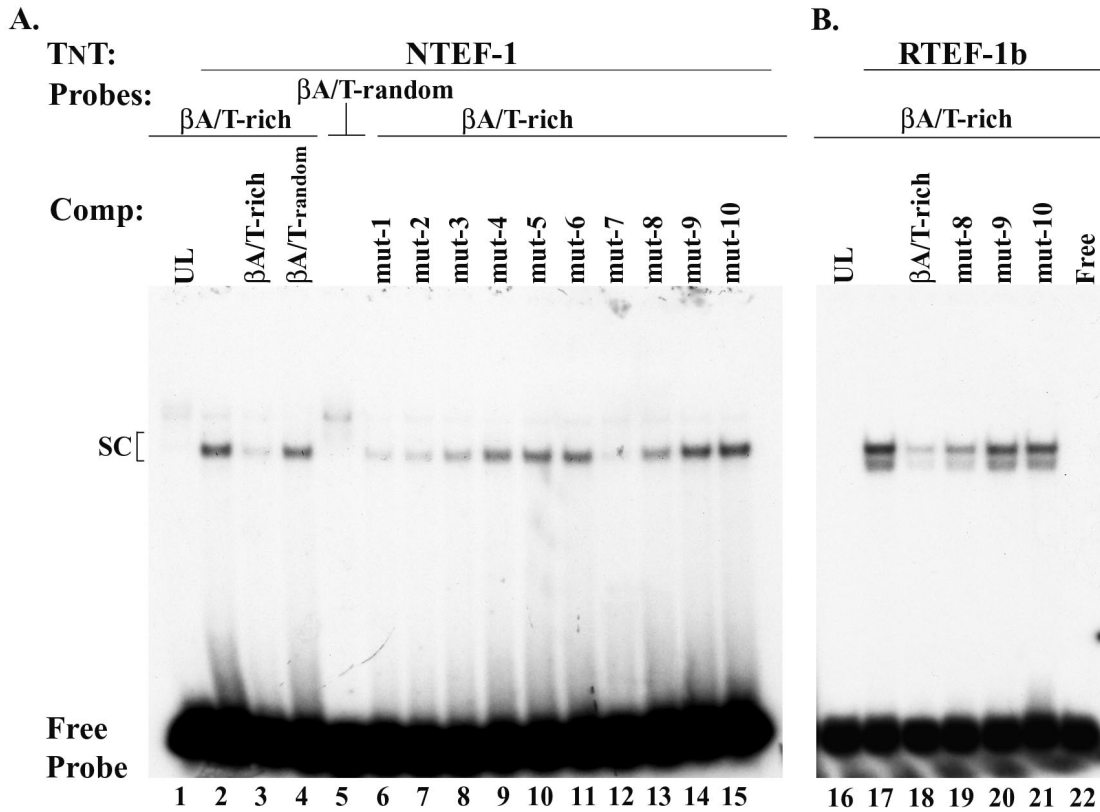 A.
TNT: NTEF-1
Probes: βA/T-random
βA/T-rich βA/T-rich
Comp: UL βA/T-rich βA/T-random mut-1 mut-2 mut-3 mut-4 mut-5 mut-6 mut-7 mut-8 mut-9 mut-10
SC[
Free
Probe
1 2 3 4 5 6 7 8 9 10 11 12 13 14 15
B.
RTEF-1b
βA/T-rich
UL βA/T-rich mut-8 mut-9 mut-10 Free
16 17 18 19 20 21 22